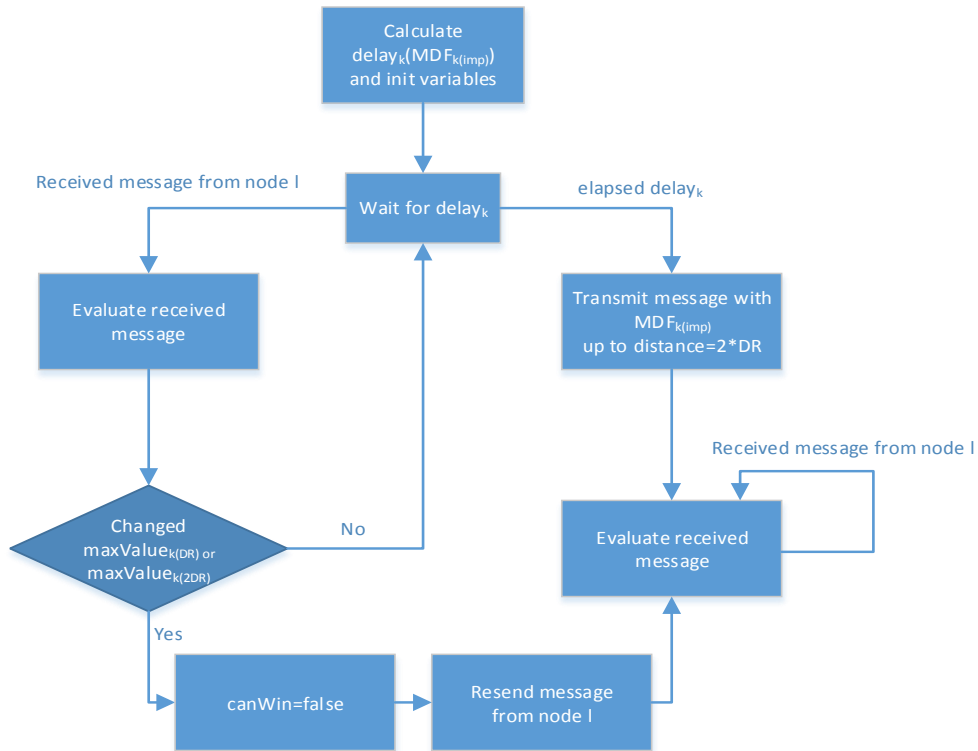 Calculate
delayₖ(MDFₖ₍ᵢₘₚ₎)
and init variables
Received message from node l
Wait for delayₖ
elapsed delayₖ
Evaluate received
message
Transmit message with
MDFₖ₍ᵢₘₚ₎
up to distance=2*DR
Received message from node l
Changed
maxValueₖ(DR) or
maxValueₖ(2DR)
No
Evaluate received
message
Yes
canWin=false
Resend message
from node l